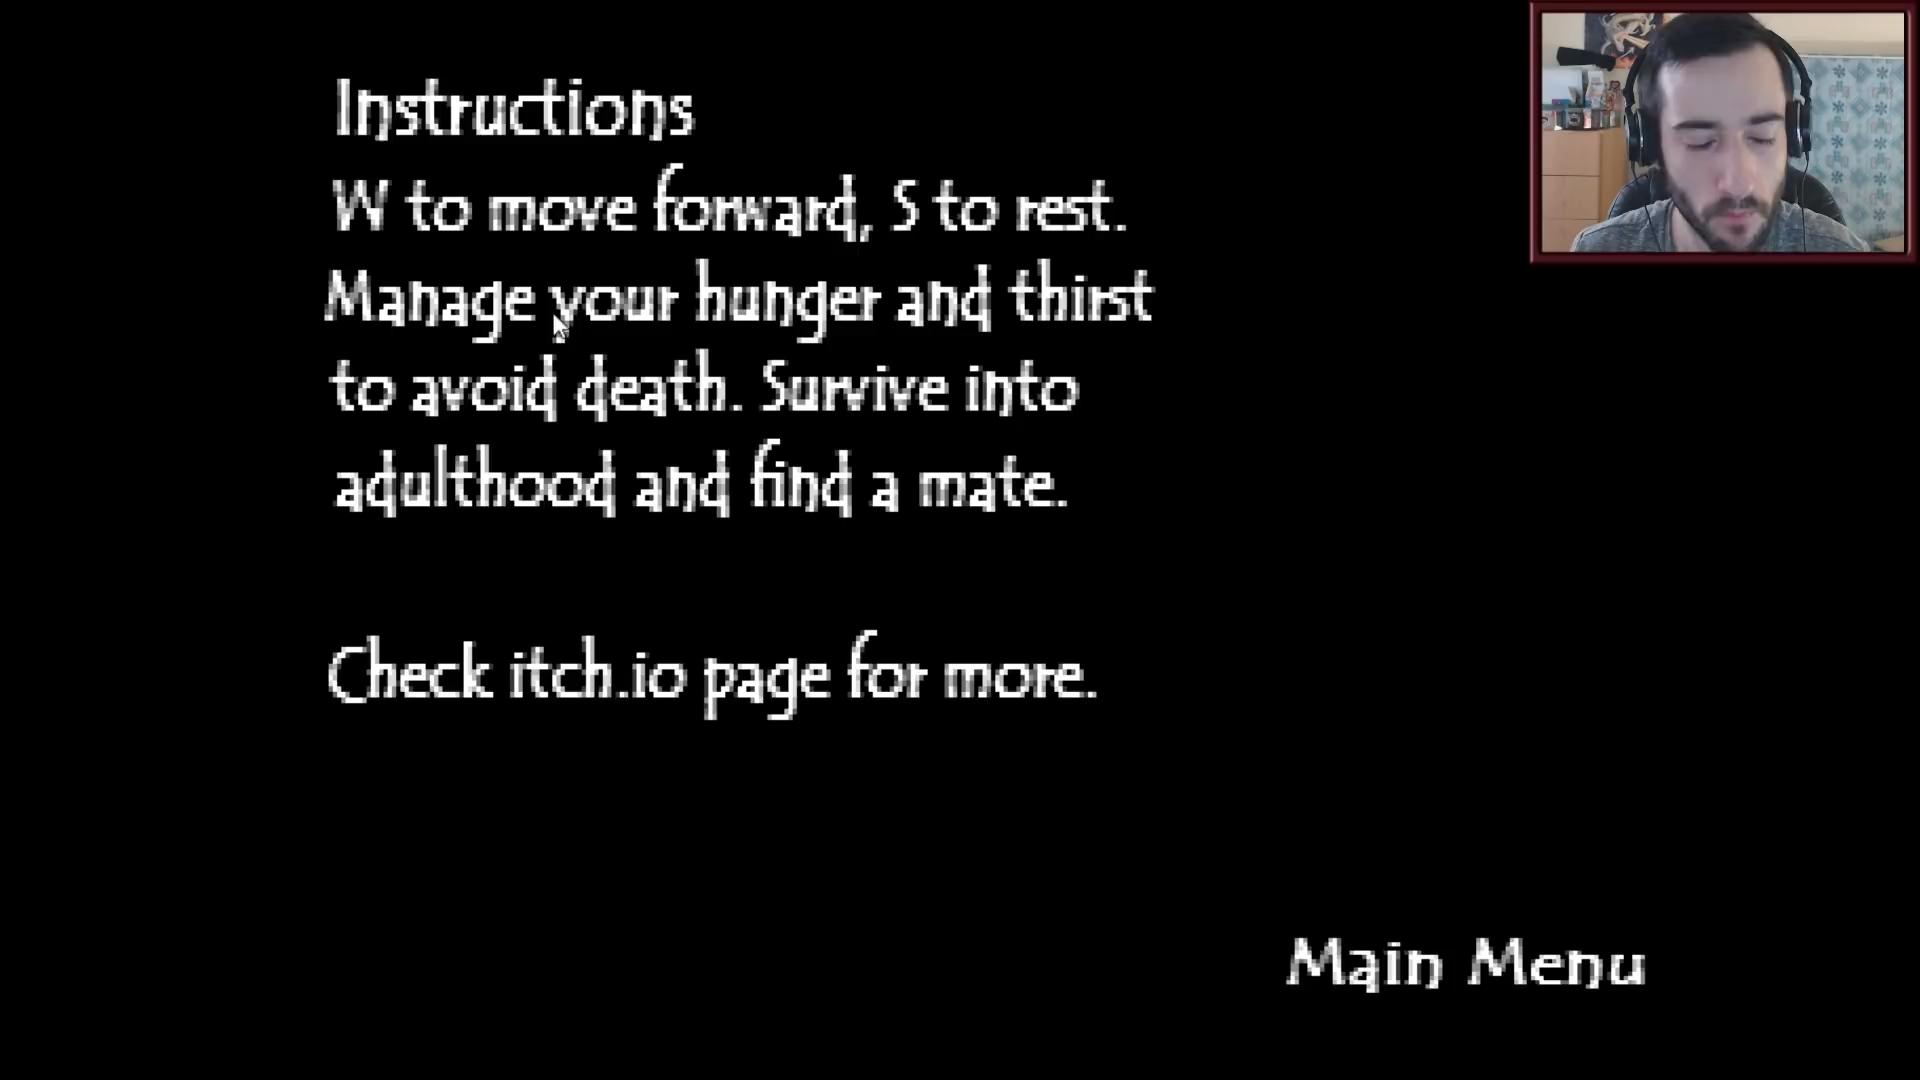 Instructions
W to move forward, S to rest.
Manage your hunger and thirst
to avoid death. Survive into
adulthood and find a mate.
Check itch.io page for more.
Main Menu